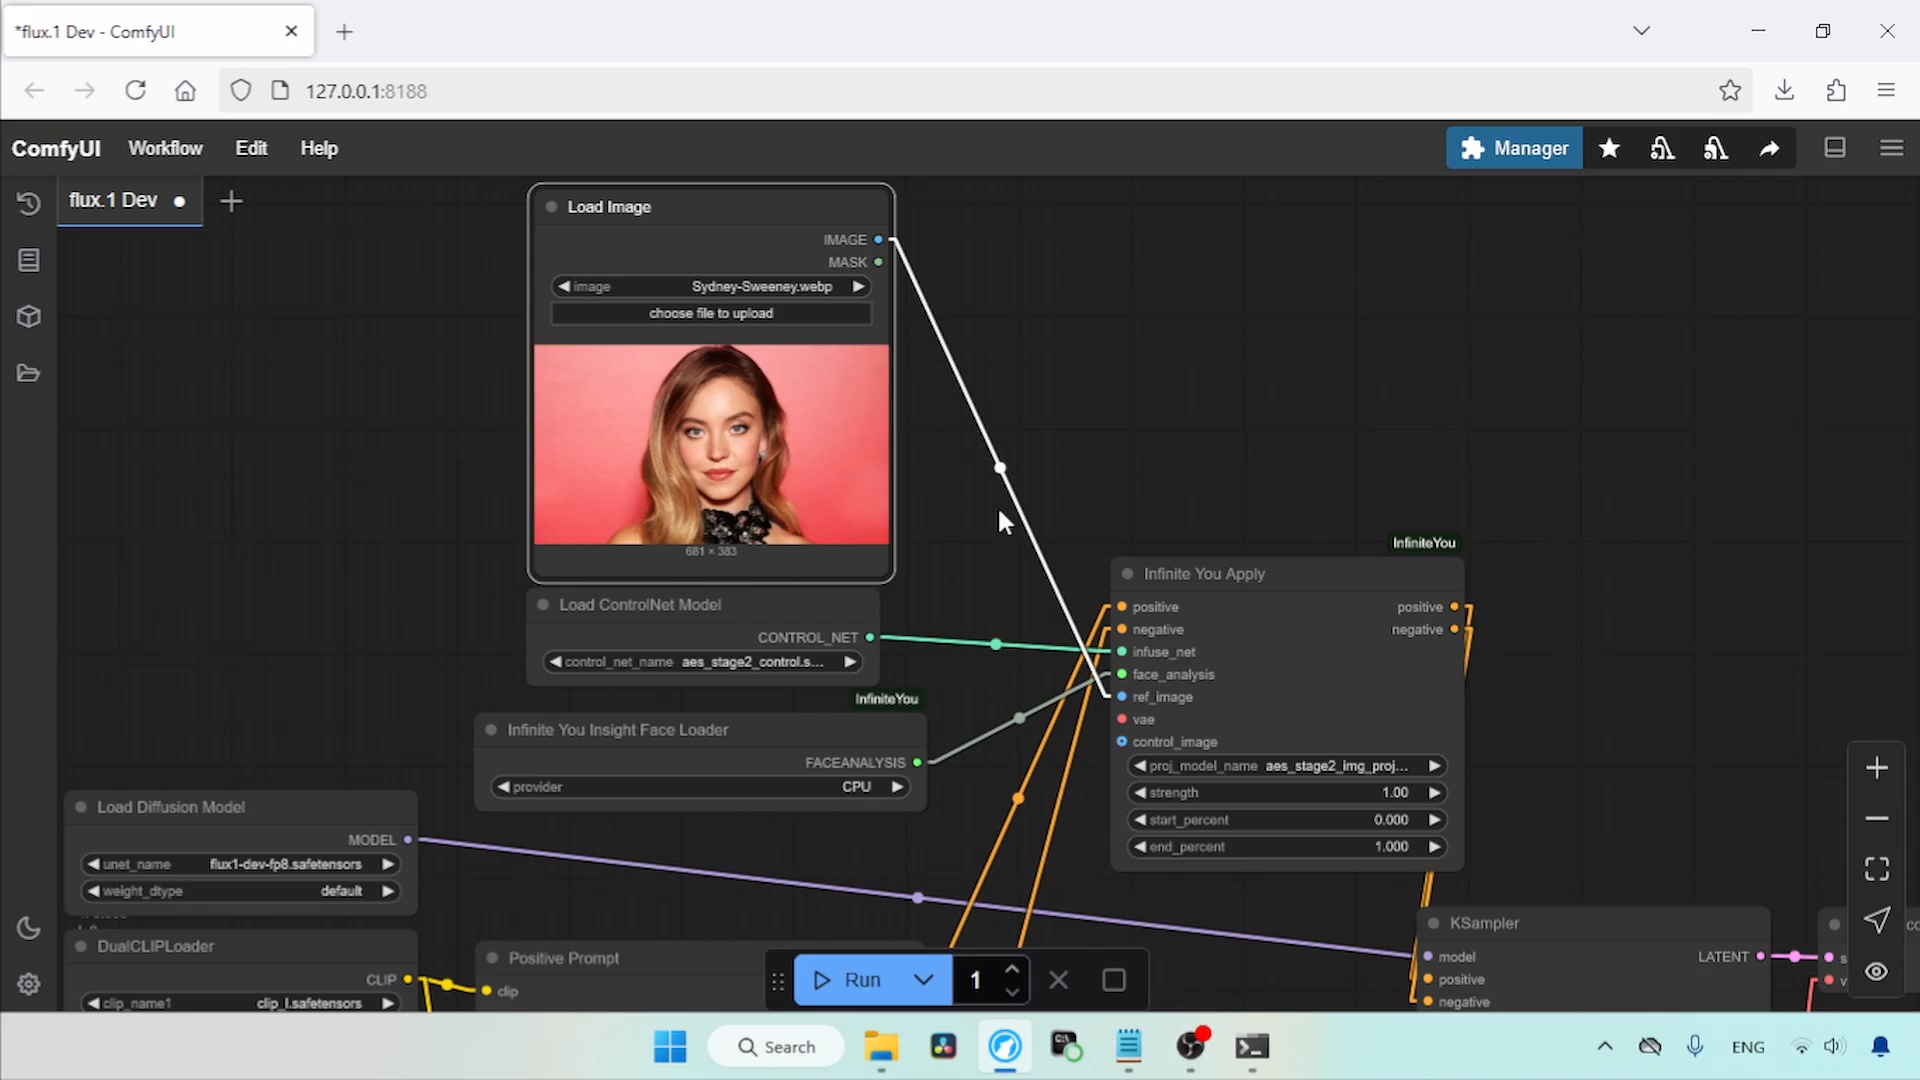 *flux.1 Dev - ComfyUI
127.0.0.1:8188
ComfyUI Workflow Edit Help
Manager
flux.1 Dev
Load Image
IMAGE
MASK
image Sydney-Sweeney.webp
choose file to upload
681 × 383
Load ControlNet Model
CONTROL_NET
control_net_name aes_stage2_control.s...
InfiniteYou
Infinite You Insight Face Loader
FACEANALYSIS
provider CPU
InfiniteYou
Infinite You Apply
positive positive
negative negative
infuse_net
face_analysis
ref_image
vae
control_image
proj_model_name aes_stage2_img_proj...
strength 1.00
start_percent 0.000
end_percent 1.000
Load Diffusion Model
MODEL
unet_name flux1-dev-fp8.safetensors
weight_dtype default
DualCLIPLoader
CLIP
clip_name1 clip_l.safetensors
Positive Prompt
clip
Run 1
KSampler
model LATENT
positive
negative
Search
ENG